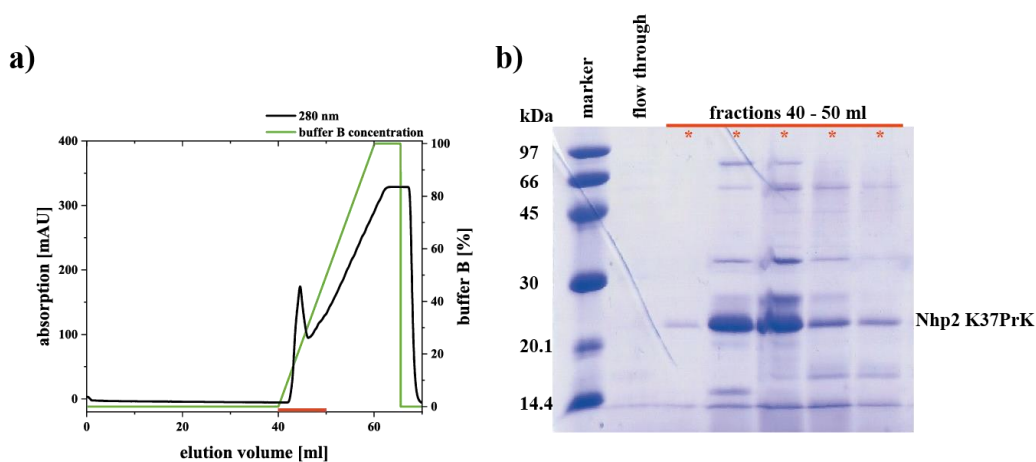 a)
280 nm
buffer B concentration
400
300
200
100
0
absorption [mAU]
100
80
60
40
20
0
buffer B [%]
0
20
40
60
elution volume [ml]
b)
kDa
marker
flow through
fractions 40 - 50 ml
* * * * *
97
66
45
30
20.1
14.4
Nhp2 K37PrK